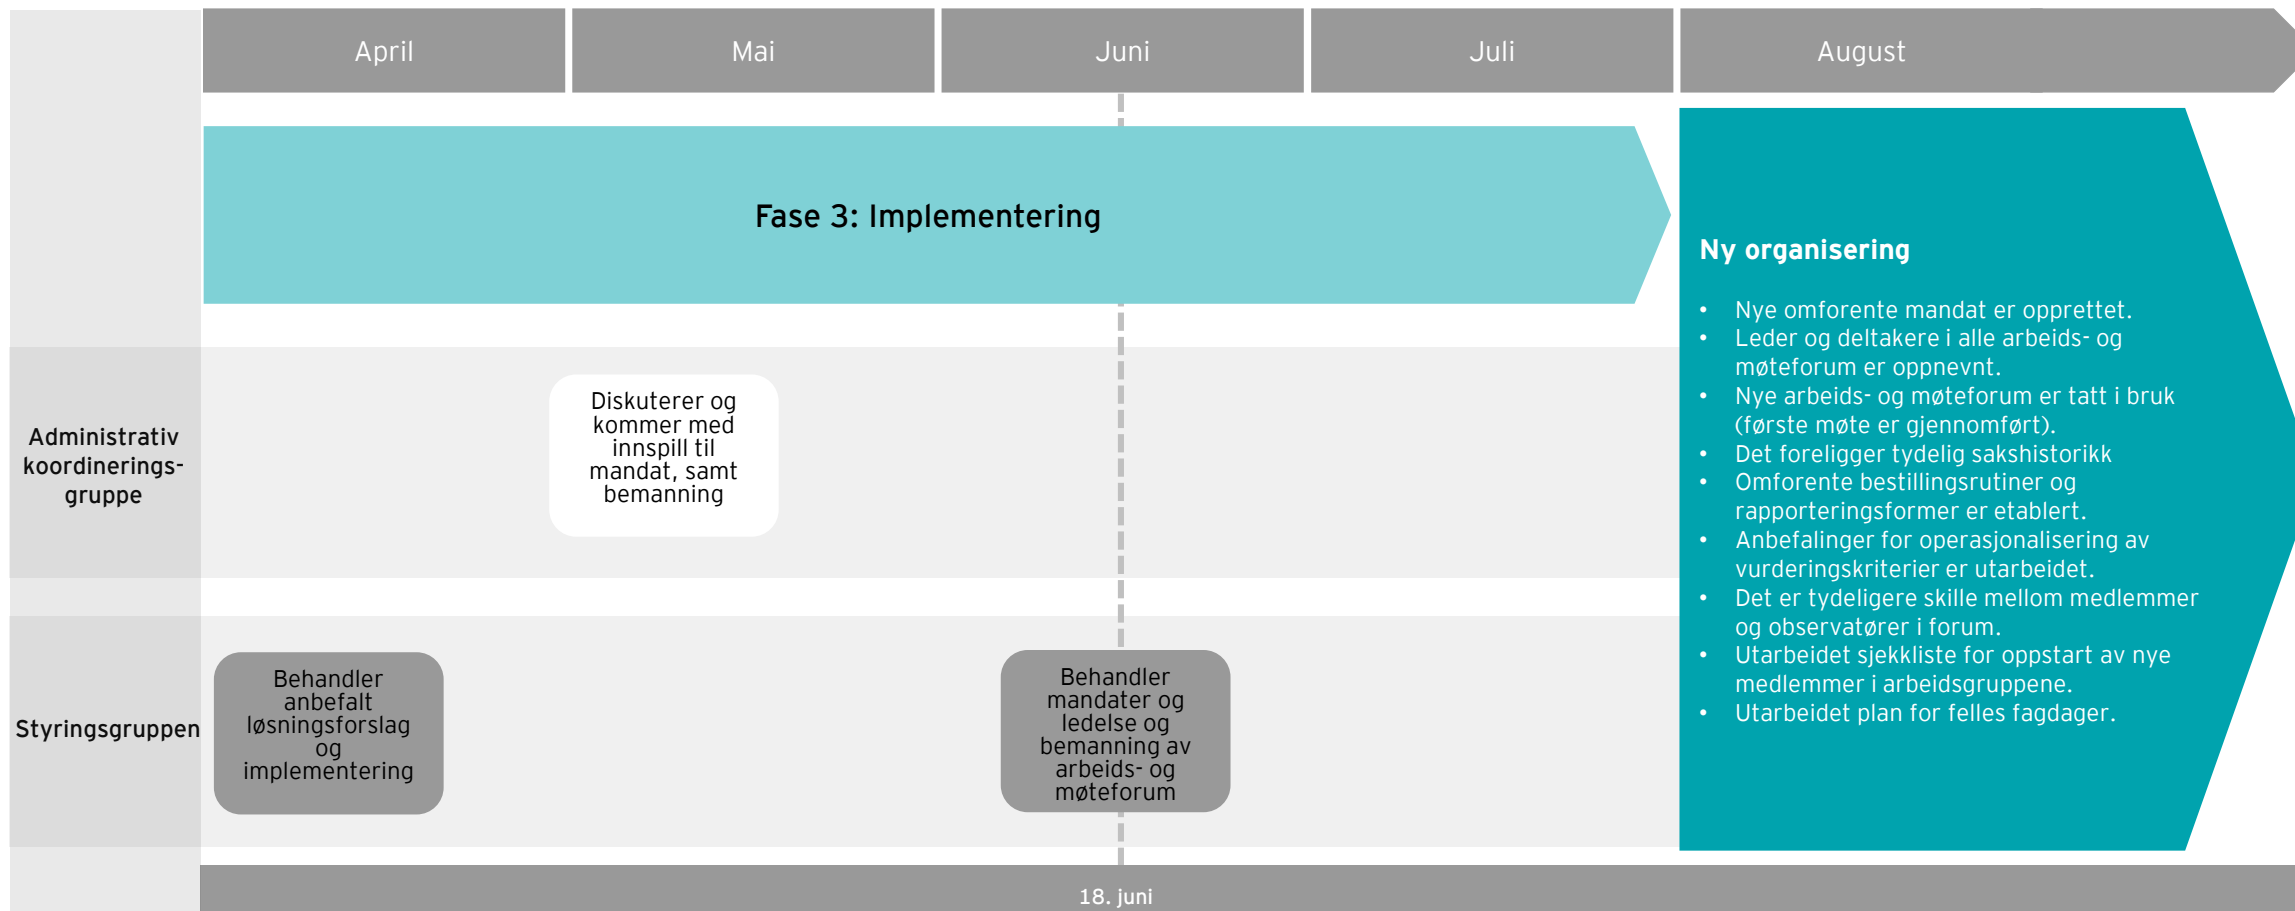 April
Mai
Juni
Juli
August
Fase 3: Implementering
Administrativ
koordinerings-
gruppe
Diskuterer og
kommer med
innspill til
mandat, samt
bemanning
Styringsgruppen
Behandler
anbefalt
løsningsforslag
og
implementering
Behandler
mandater og
ledelse og
bemanning av
arbeids- og
møteforum
Ny organisering
• Nye omforente mandat er opprettet.
• Leder og deltakere i alle arbeids- og
møteforum er oppnevnt.
• Nye arbeids- og møteforum er tatt i bruk
(første møte er gjennomført).
• Det foreligger tydelig sakshistorikk
• Omforente bestillingsrutiner og
rapporteringsformer er etablert.
• Anbefalinger for operasjonalisering av
vurderingskriterier er utarbeidet.
• Det er tydeligere skille mellom medlemmer
og observatører i forum.
• Utarbeidet sjekkliste for oppstart av nye
medlemmer i arbeidsgruppene.
• Utarbeidet plan for felles fagdager.
18. juni